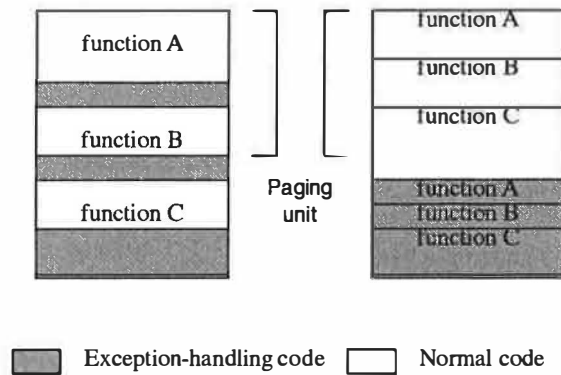 function A
function B
function C
Paging
unit
function A
function B
function C
function A
function B
function C
Exception-handling code
Normal code